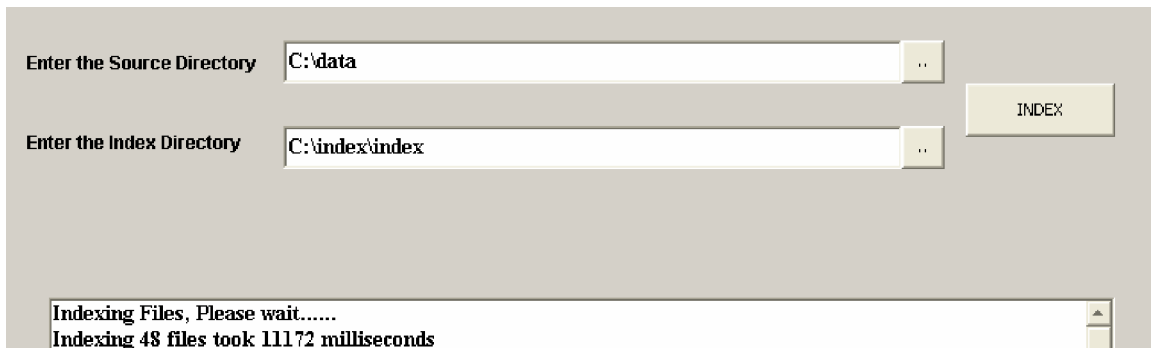 Enter the Source Directory C:\data ..
INDEX
Enter the Index Directory C:\index\index ..
Indexing Files, Please wait......
Indexing 48 files took 11172 milliseconds